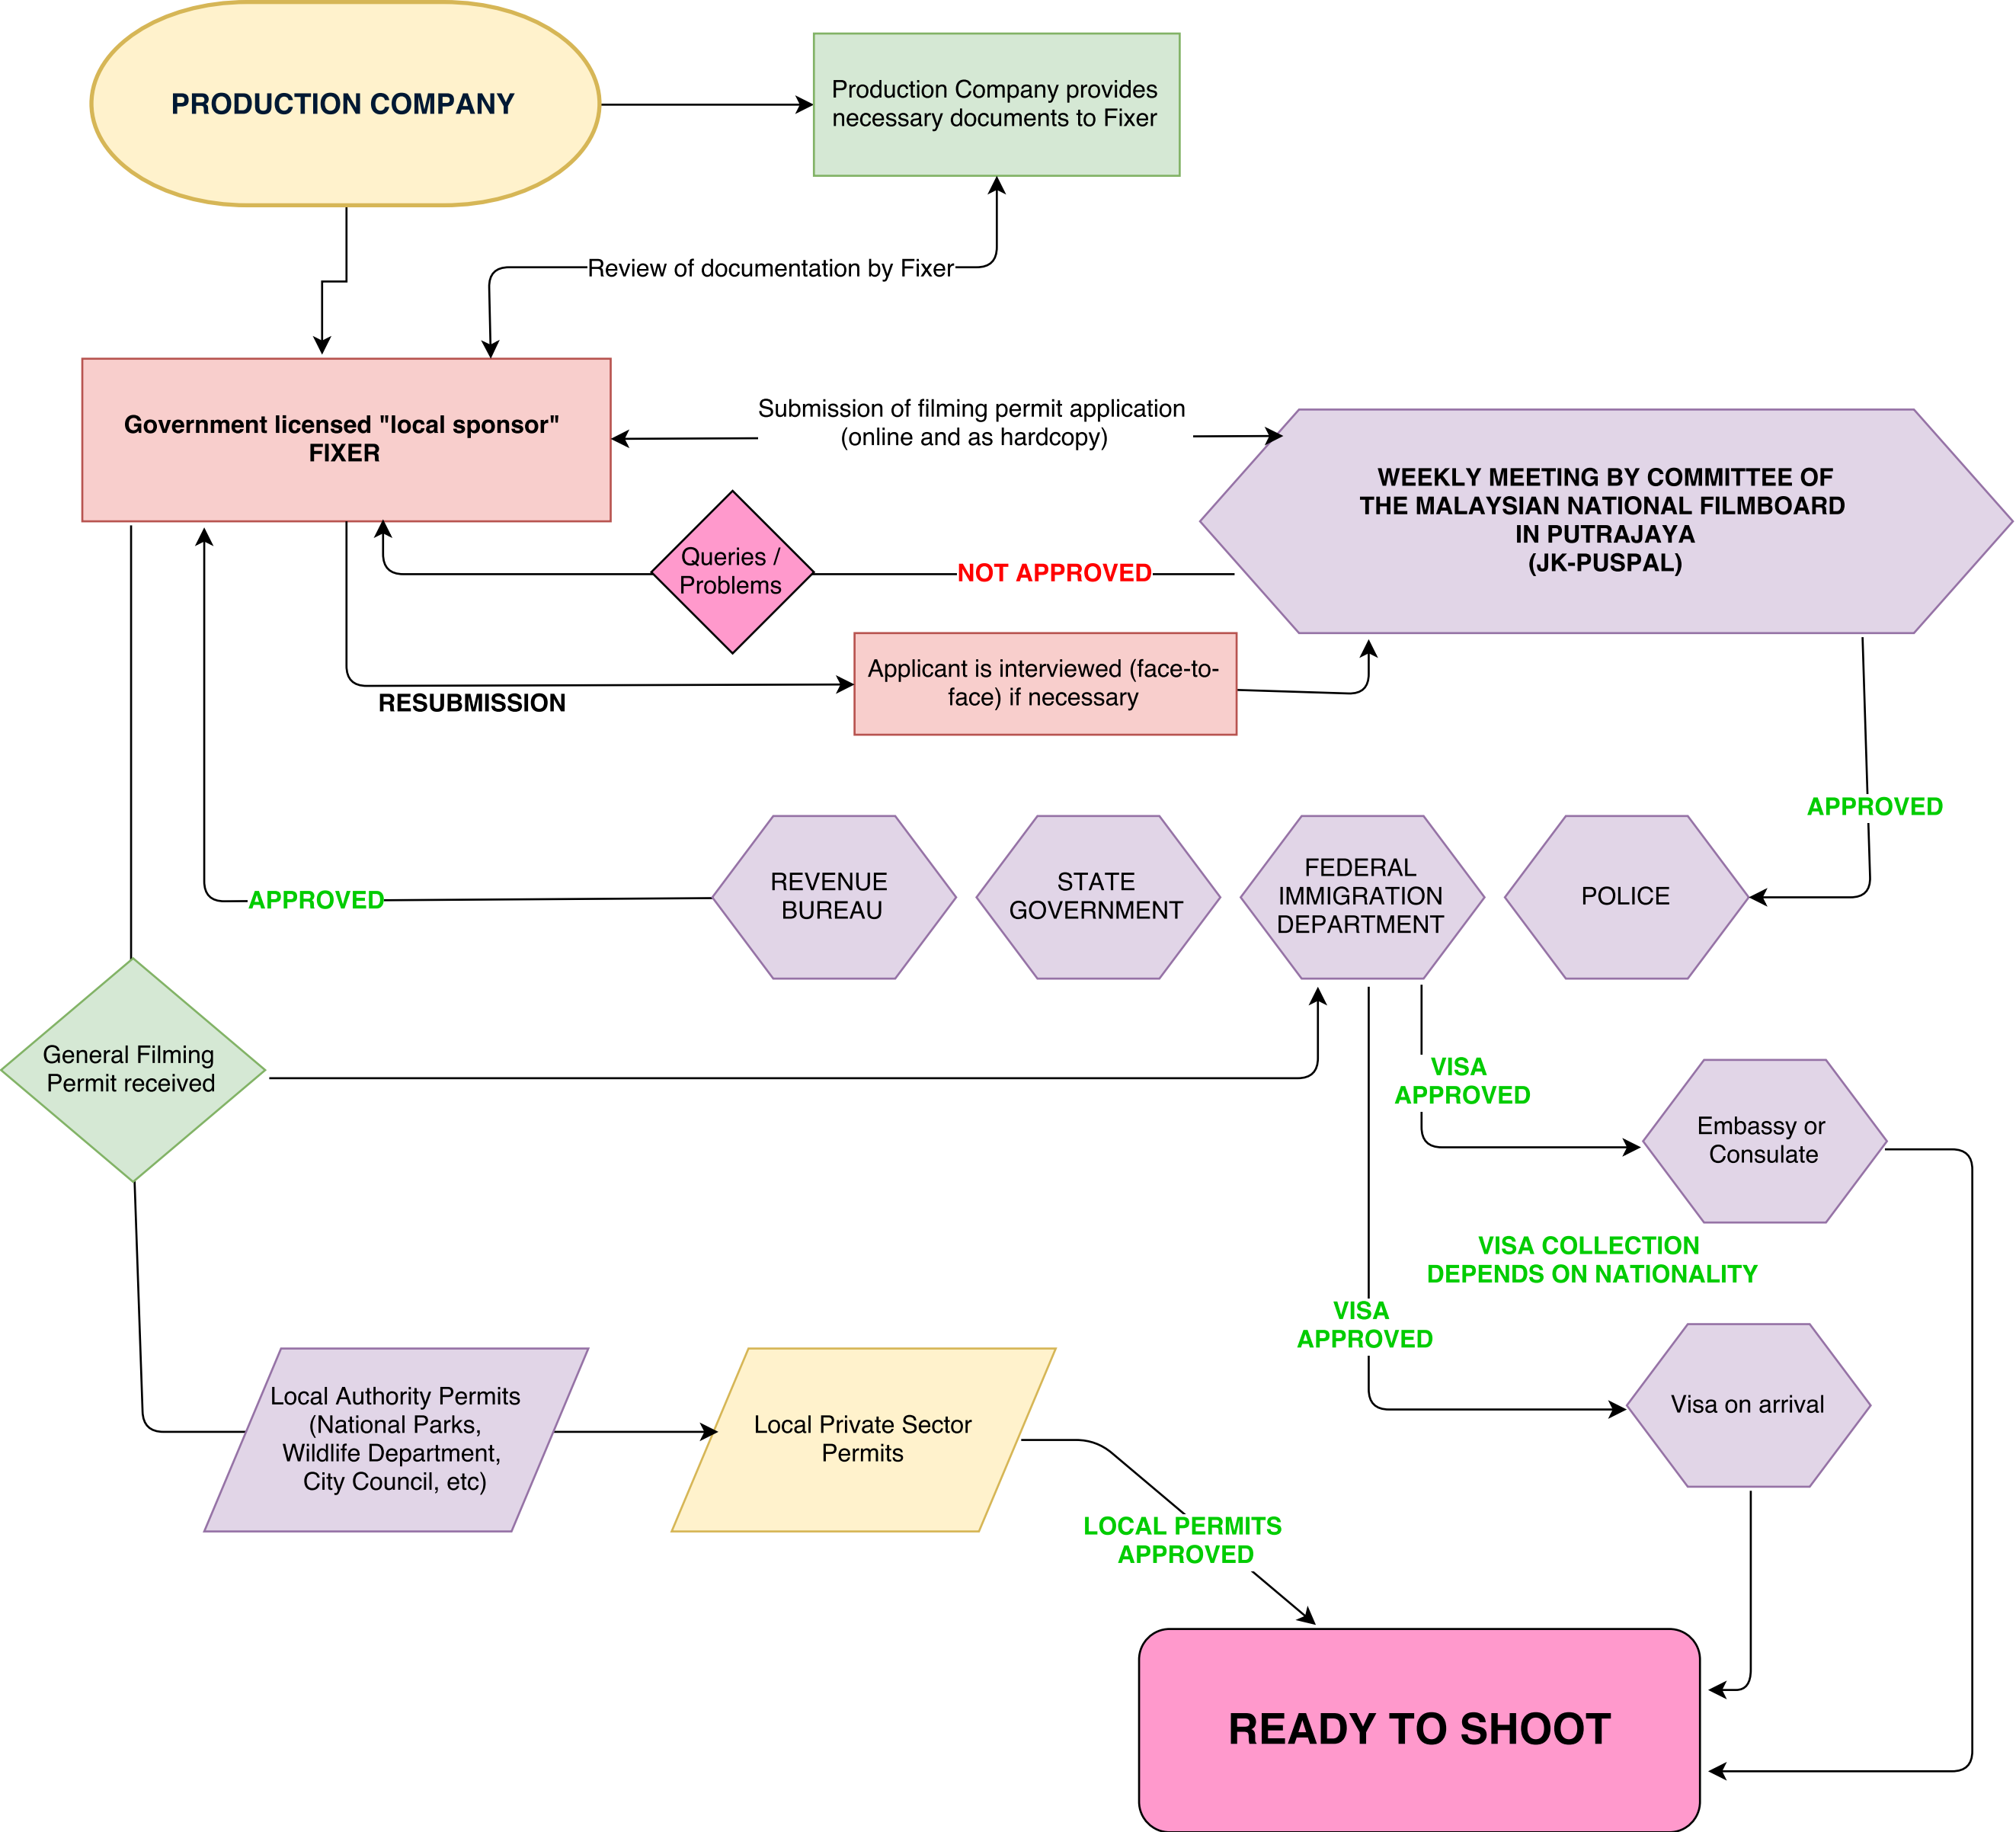 PRODUCTION COMPANY
Production Company provides
necessary documents to Fixer
Review of documentation by Fixer
Government licensed "local sponsor"
FIXER
Submission of filming permit application
(online and as hardcopy)
WEEKLY MEETING BY COMMITTEE OF
THE MALAYSIAN NATIONAL FILMBOARD
IN PUTRAJAYA
(JK-PUSPAL)
Queries /
Problems
NOT APPROVED
Applicant is interviewed (face-to-
face) if necessary
RESUBMISSION
APPROVED
REVENUE
BUREAU
STATE
GOVERNMENT
FEDERAL
IMMIGRATION
DEPARTMENT
POLICE
APPROVED
General Filming
Permit received
VISA
APPROVED
Embassy or
Consulate
VISA COLLECTION
DEPENDS ON NATIONALITY
VISA
APPROVED
Visa on arrival
Local Authority Permits
(National Parks,
Wildlife Department,
City Council, etc)
Local Private Sector
Permits
LOCAL PERMITS
APPROVED
READY TO SHOOT